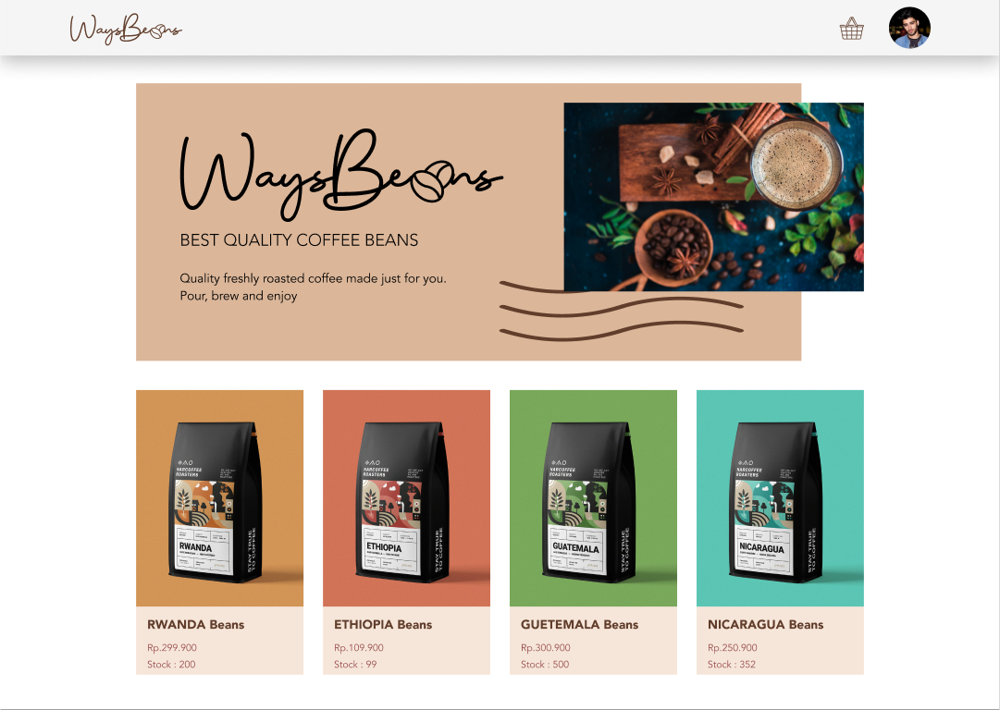 WaysBeans
WaysBeans
BEST QUALITY COFFEE BEANS
Quality freshly roasted coffee made just for you.
Pour, brew and enjoy
NARCOFFEE
ROASTERS
RWANDA
STAY TRUE
TO COFFEE
NARCOFFEE
ROASTERS
ETHIOPIA
STAY TRUE
TO COFFEE
NARCOFFEE
ROASTERS
GUATEMALA
STAY TRUE
TO COFFEE
NARCOFFEE
ROASTERS
NICARAGUA
STAY TRUE
TO COFFEE
RWANDA Beans
Rp.299.900
Stock : 200
ETHIOPIA Beans
Rp.109.900
Stock : 99
GUETEMALA Beans
Rp.300.900
Stock : 500
NICARAGUA Beans
Rp.250.900
Stock : 352